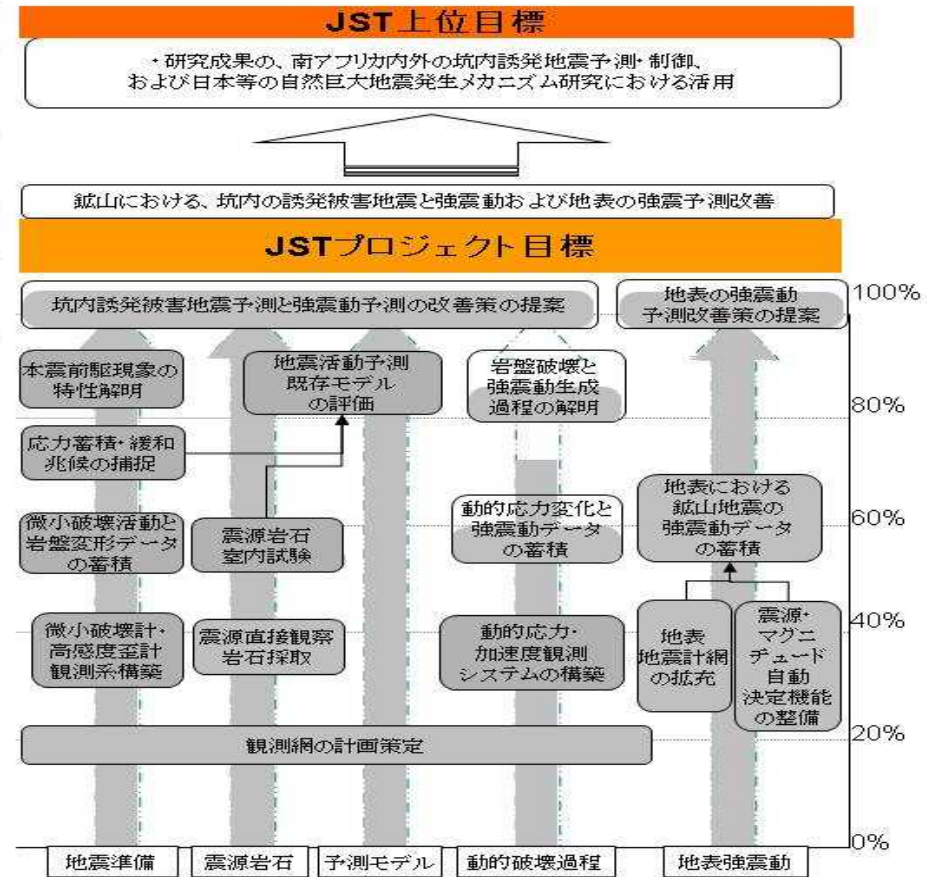 JST上位目標
・研究成果の、南アフリカ内外の坑内誘発地震予測・制御、
および日本等の自然巨大地震発生メカニズム研究における活用
鉱山における、坑内の誘発被害地震と強震動および地表の強震予測改善
JSTプロジェクト目標
坑内誘発被害地震予測と強震動予測の改善策の提案
地表の強震動
予測改善策の提案
100%
本震前駆現象の
特性解明
地震活動予測
既存モデル
の評価
岩盤破壊と
強震動生成
過程の解明
80%
応力蓄積・緩和
兆候の捕捉
微小破壊活動と
岩盤変形データ
の蓄積
震源岩石
室内試験
動的応力変化と
強震動データ
の蓄積
地表における
鉱山地震の
強震動データ
の蓄積
60%
微小破壊計・
高感度歪計
観測系構築
震源直接観察
岩石採取
動的応力・
加速度観測
システムの構築
地表
地震計網
の拡充
震源・
マグニ
チュード
自動
決定機能
の整備
40%
観測網の計画策定
20%
0%
地震準備
震源岩石
予測モデル
動的破壊過程
地表強震動